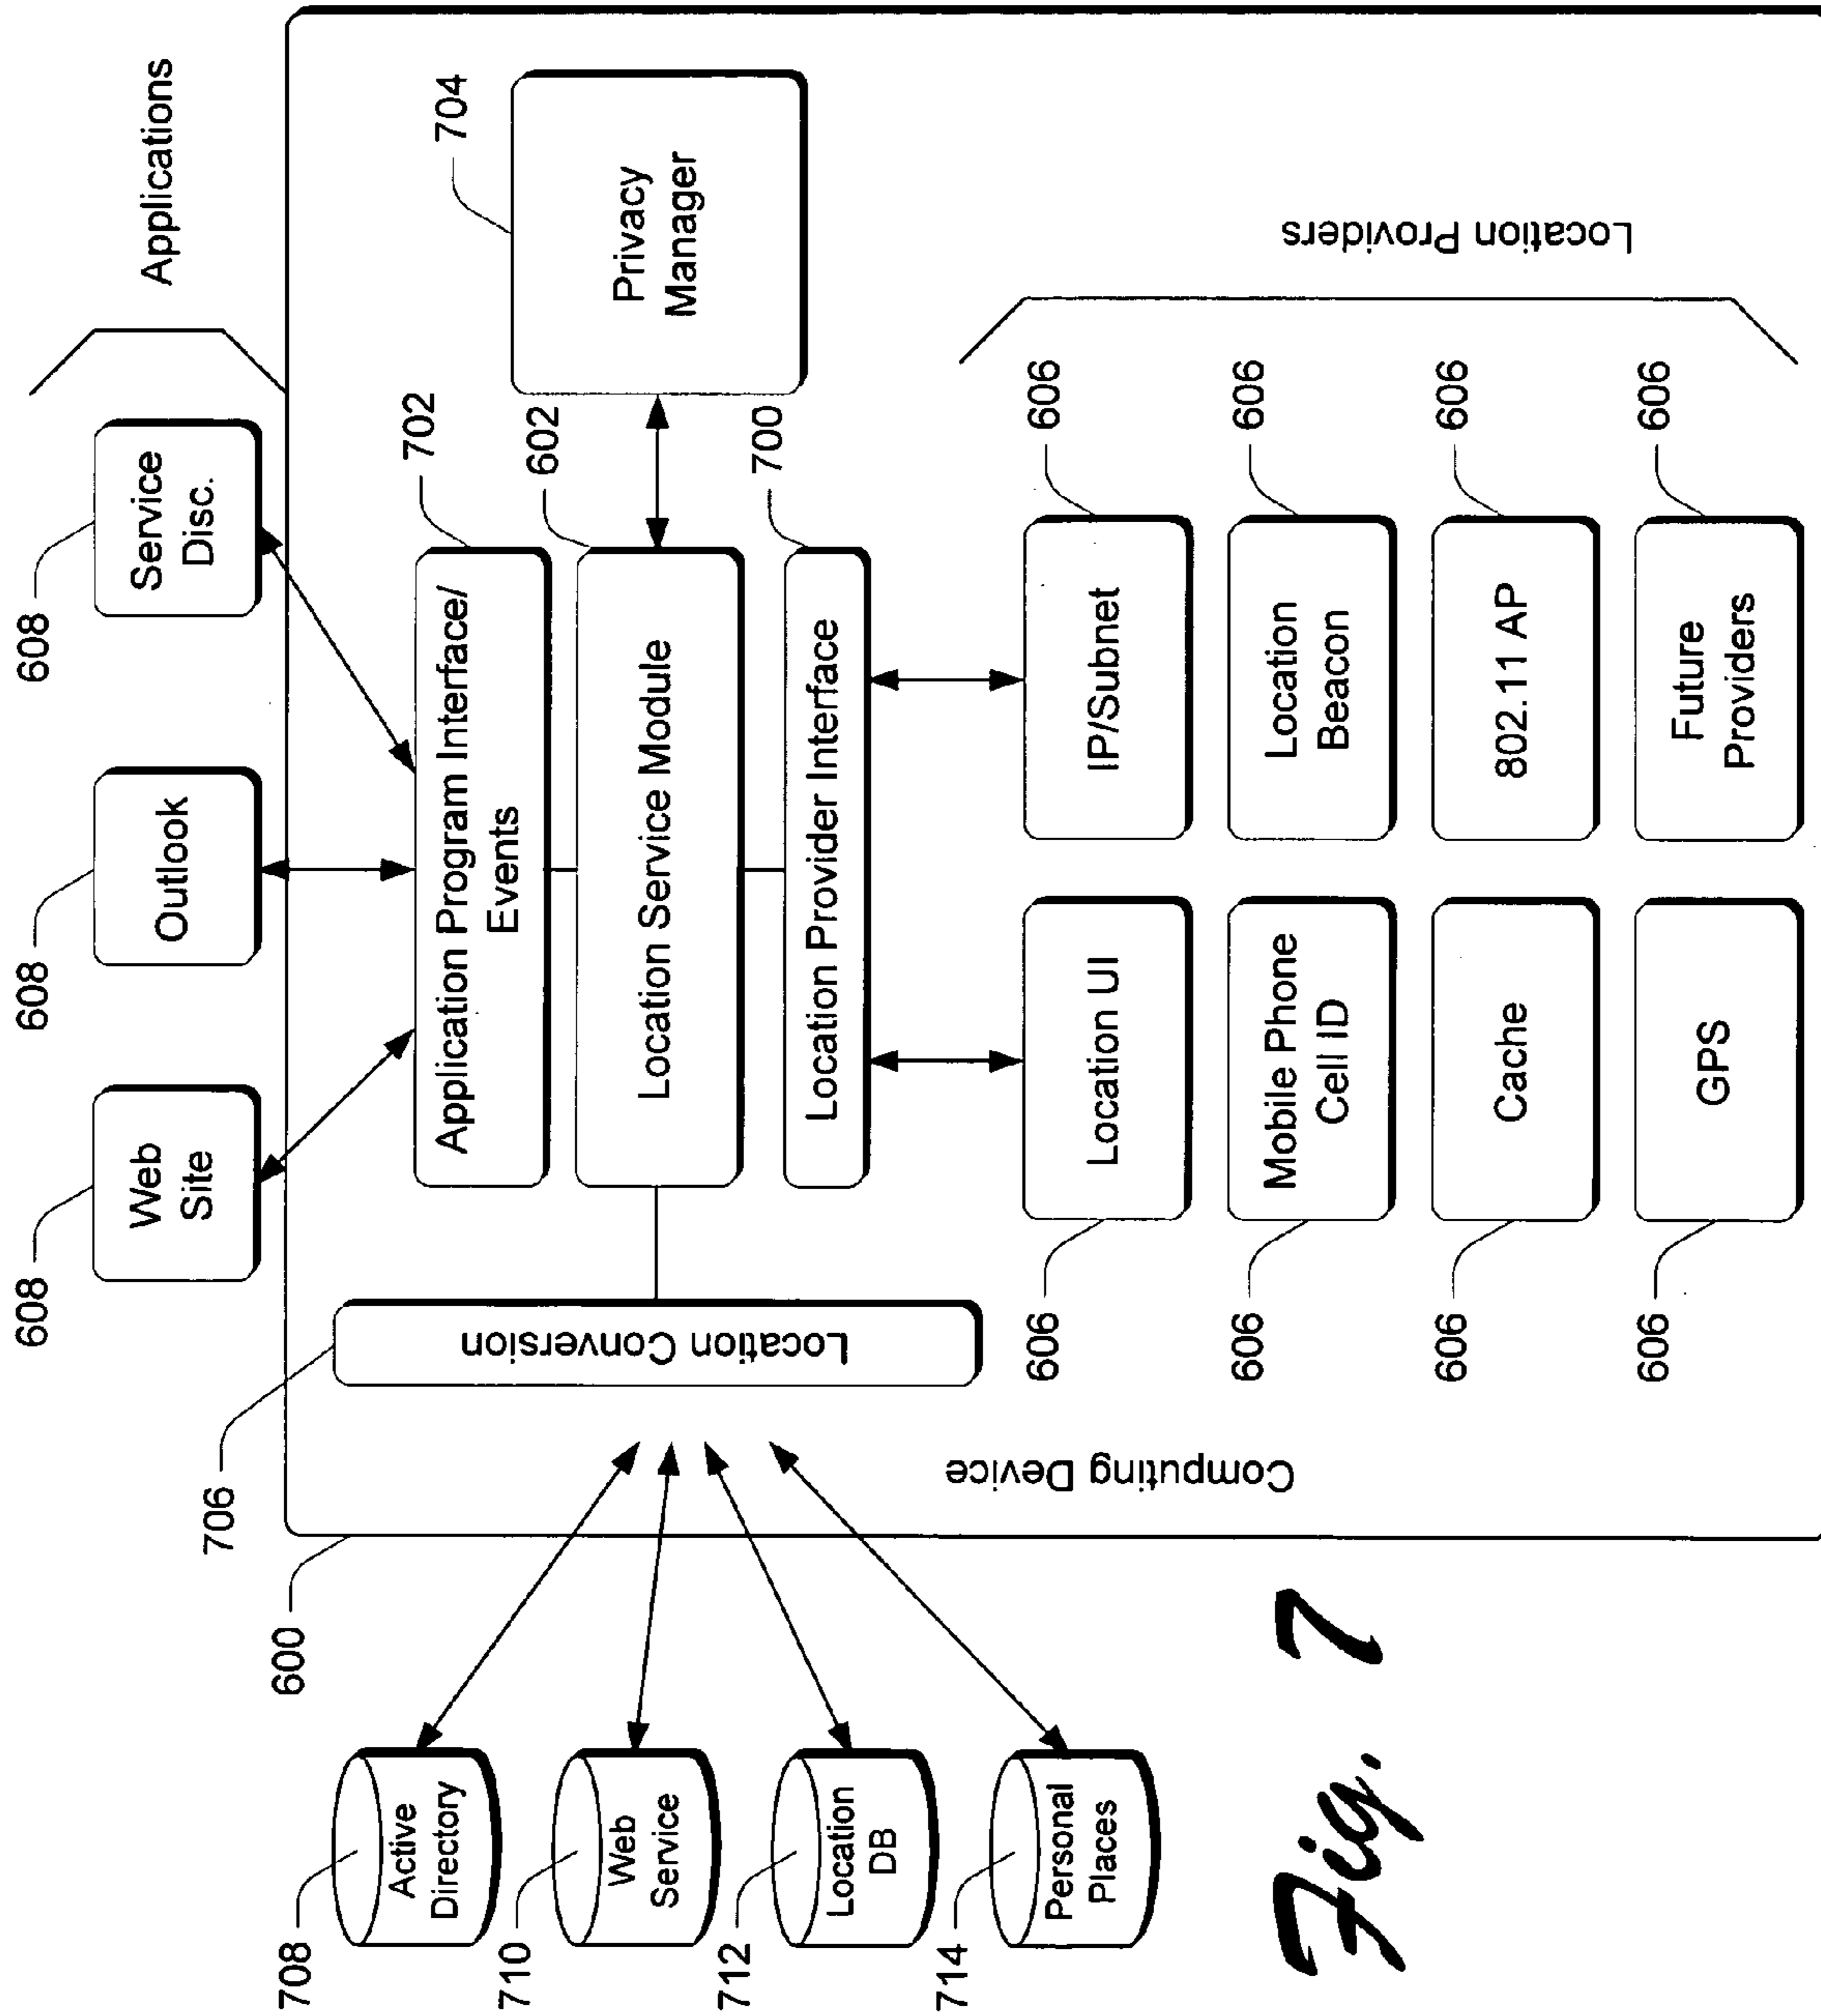 608
608
608
Applications
Web
Site
Outlook
Service
Disc.
706
600
702
602
700
704
Application Program Interface/
Events
Location Service Module
Location Provider Interface
Privacy
Manager
Location Conversion
Computing Device
708
Active
Directory
710
Web
Service
712
Location
DB
714
Personal
Places
606
Location UI
IP/Subnet
606
606
Mobile Phone
Cell ID
Location
Beacon
606
606
Cache
802.11 AP
606
606
GPS
Future
Providers
606
Location Providers
Fig. 7